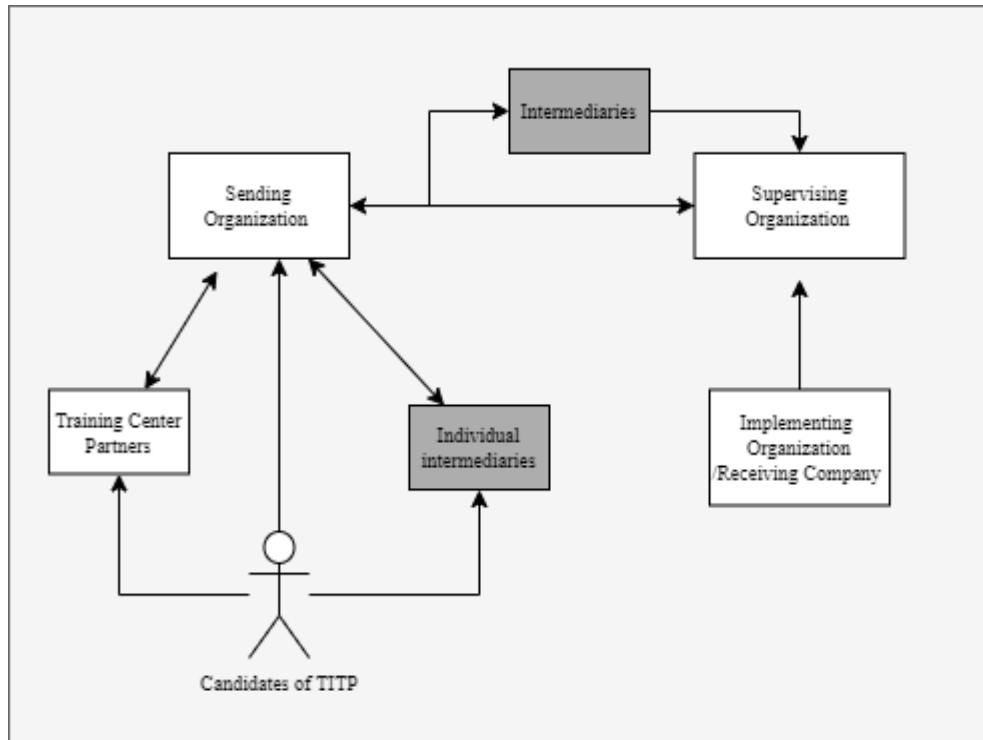 Intermediaries
Sending
Organization
Supervising
Organization
Training Center
Partners
Individual
intermediaries
Implementing
Organization
/Receiving Company
Candidates of TITP